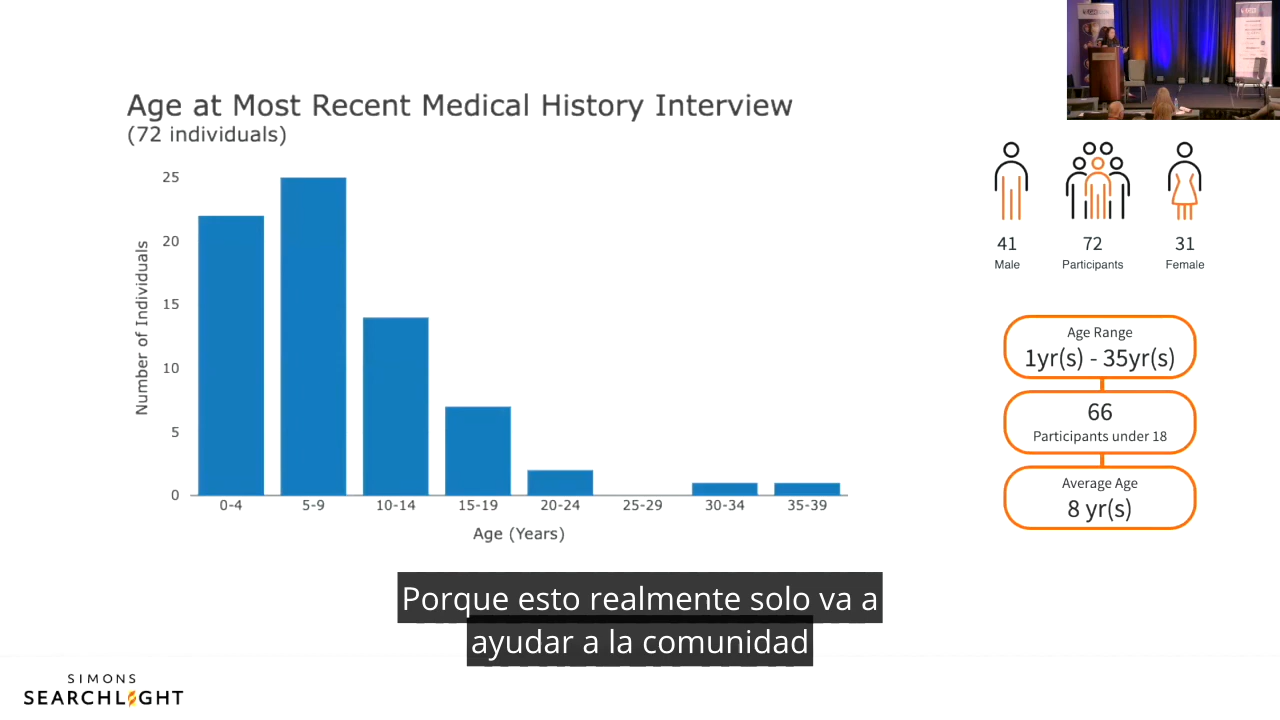 Age at Most Recent Medical History Interview
(72 individuals)
25
20
15
10
5
0
Number of Individuals
0-4 5-9 10-14 15-19 20-24 25-29 30-34 35-39
Age (Years)
41 72 31
Male Participants Female
Age Range
1yr(s) - 35yr(s)
66
Participants under 18
Average Age
8 yr(s)
Porque esto realmente solo va a
ayudar a la comunidad
SIMONS
SEARCHLIGHT